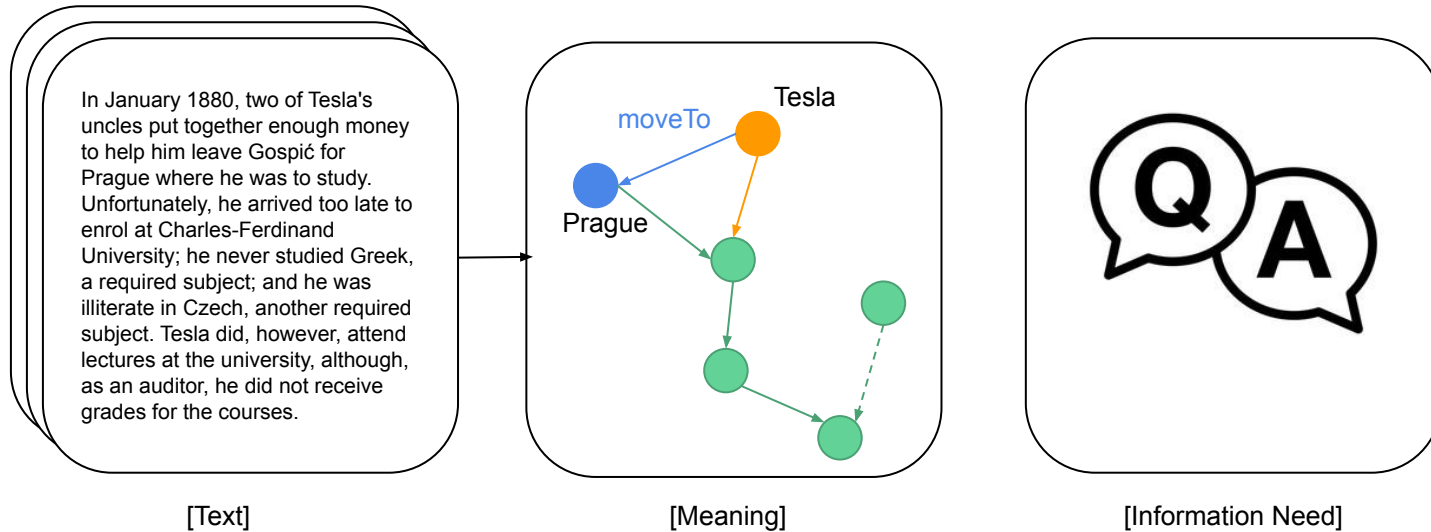 In January 1880, two of Tesla's
uncles put together enough money
to help him leave Gospić for
Prague where he was to study.
Unfortunately, he arrived too late to
enrol at Charles-Ferdinand
University; he never studied Greek,
a required subject; and he was
illiterate in Czech, another required
subject. Tesla did, however, attend
lectures at the university, although,
as an auditor, he did not receive
grades for the courses.
[Text]
Tesla
moveTo
Prague
[Meaning]
Q
A
[Information Need]